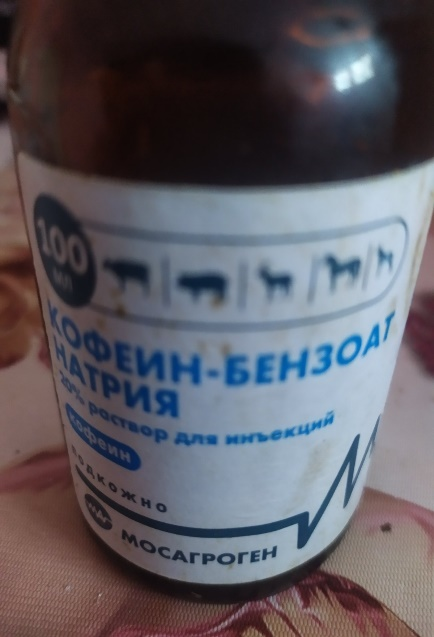 100
мл
КОФЕИН-БЕНЗОАТ
НАТРИЯ
20% раствор для инъекций
кофеин
подкожно
МОСАГРОГЕН